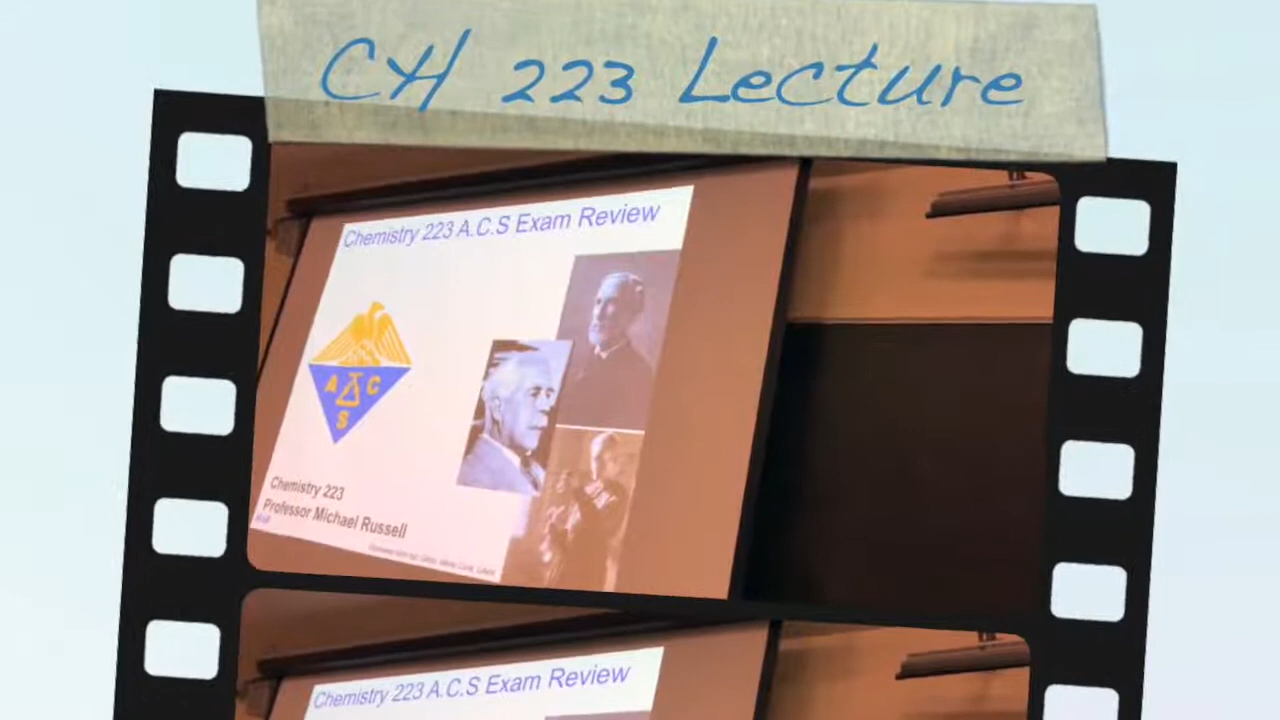 CH 223 Lecture
Chemistry 223 A.C.S Exam Review
A C
S
Chemistry 223
Professor Michael Russell
Chemistry 223 A.C.S Exam Review